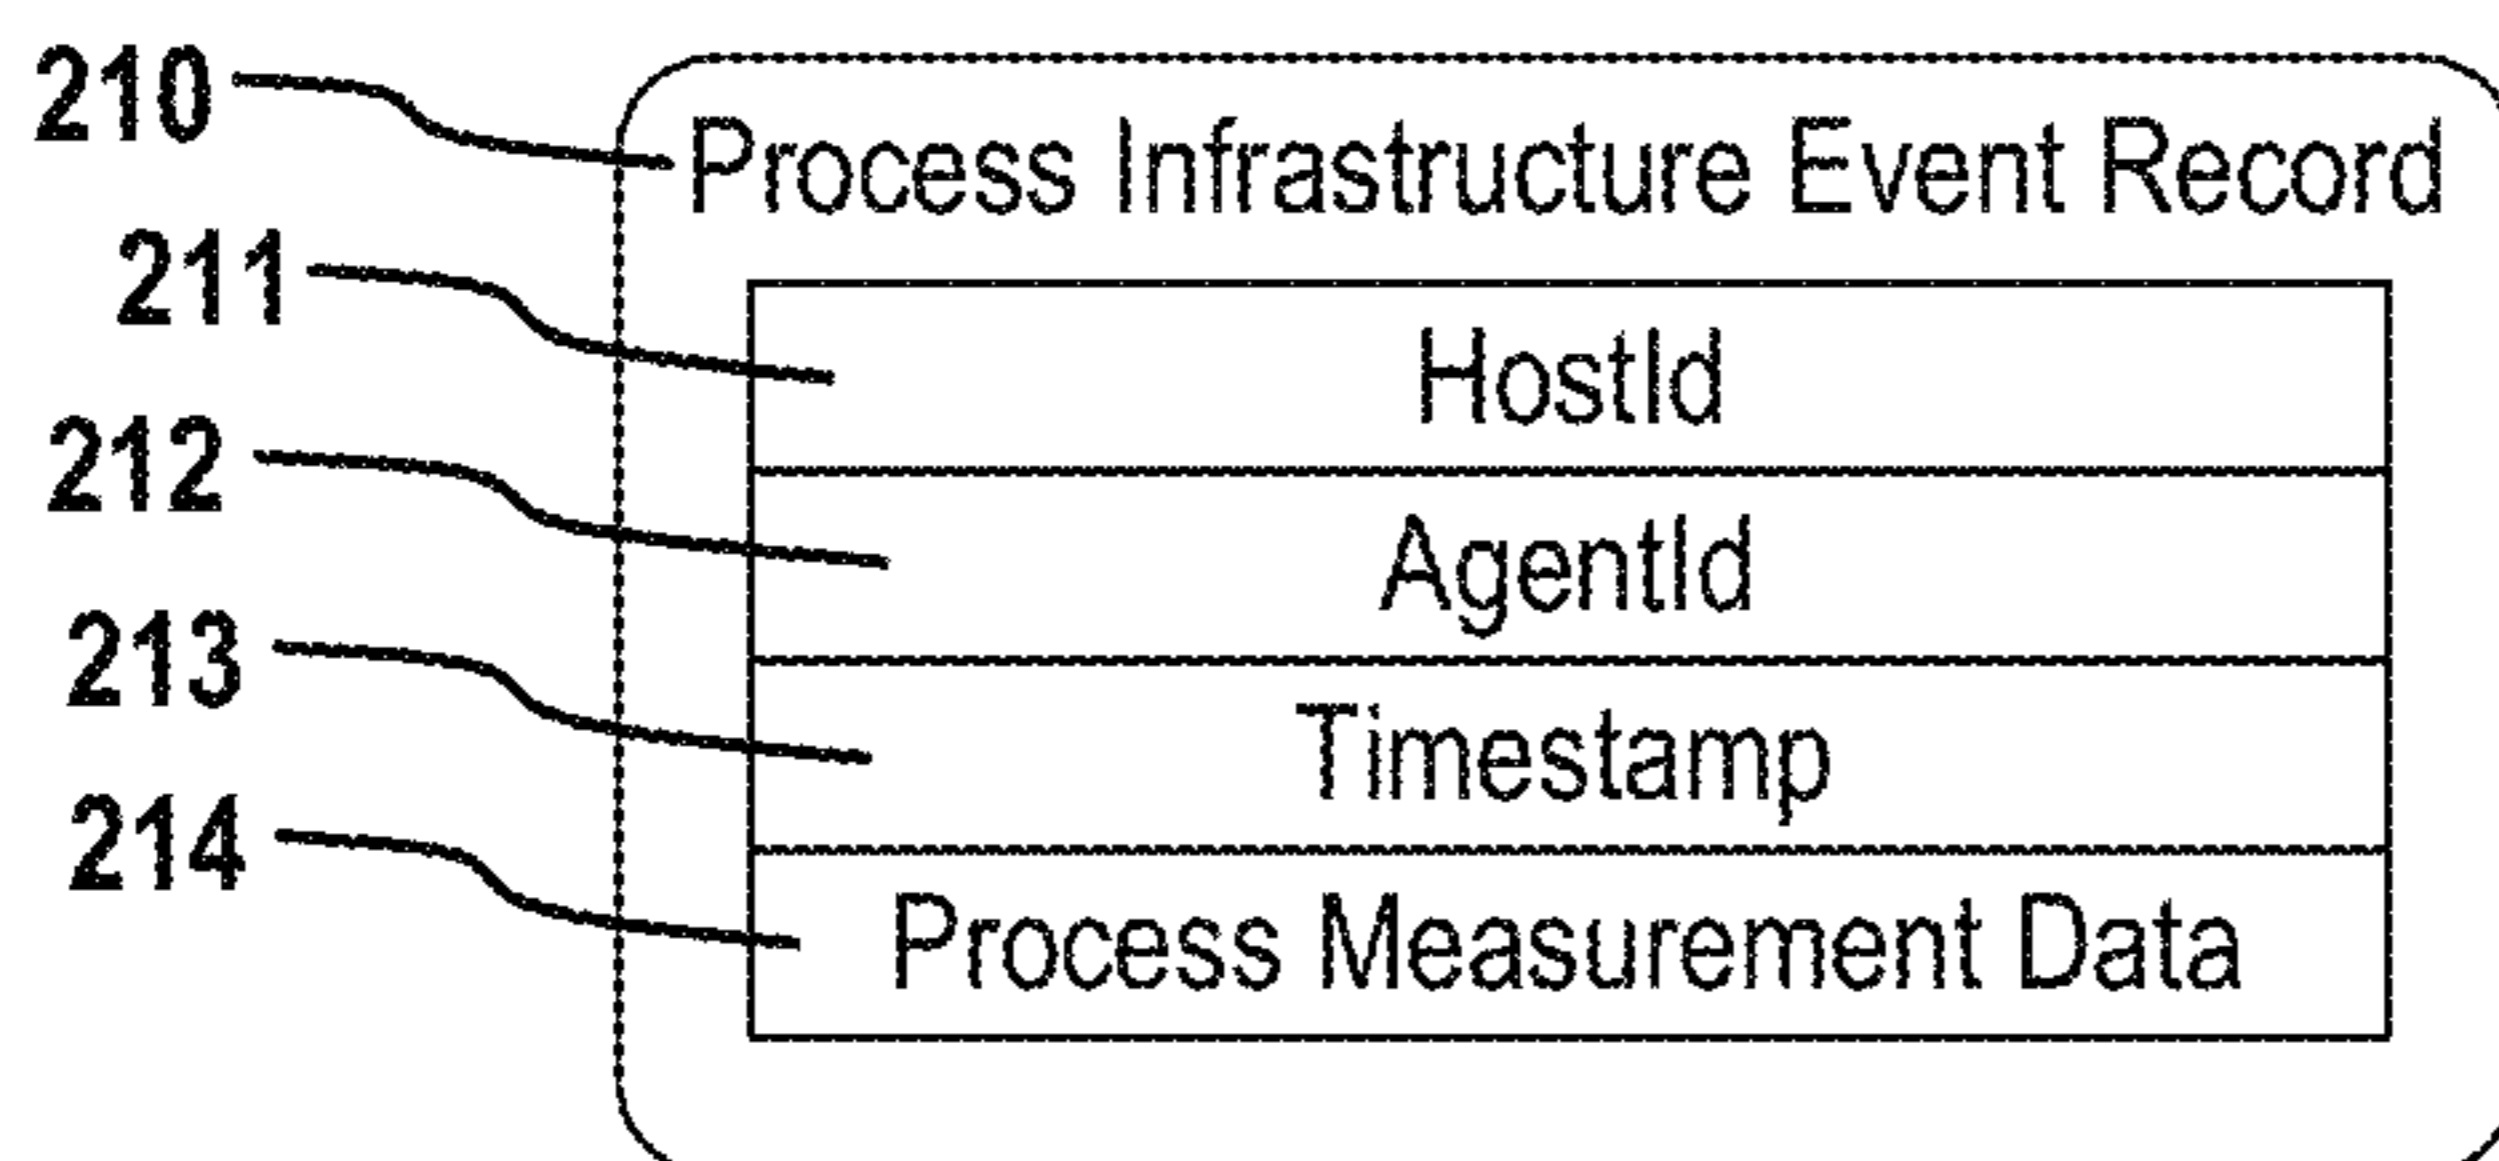 210 Process Infrastructure Event Record
211 HostId
212 AgentId
213 Timestamp
214 Process Measurement Data